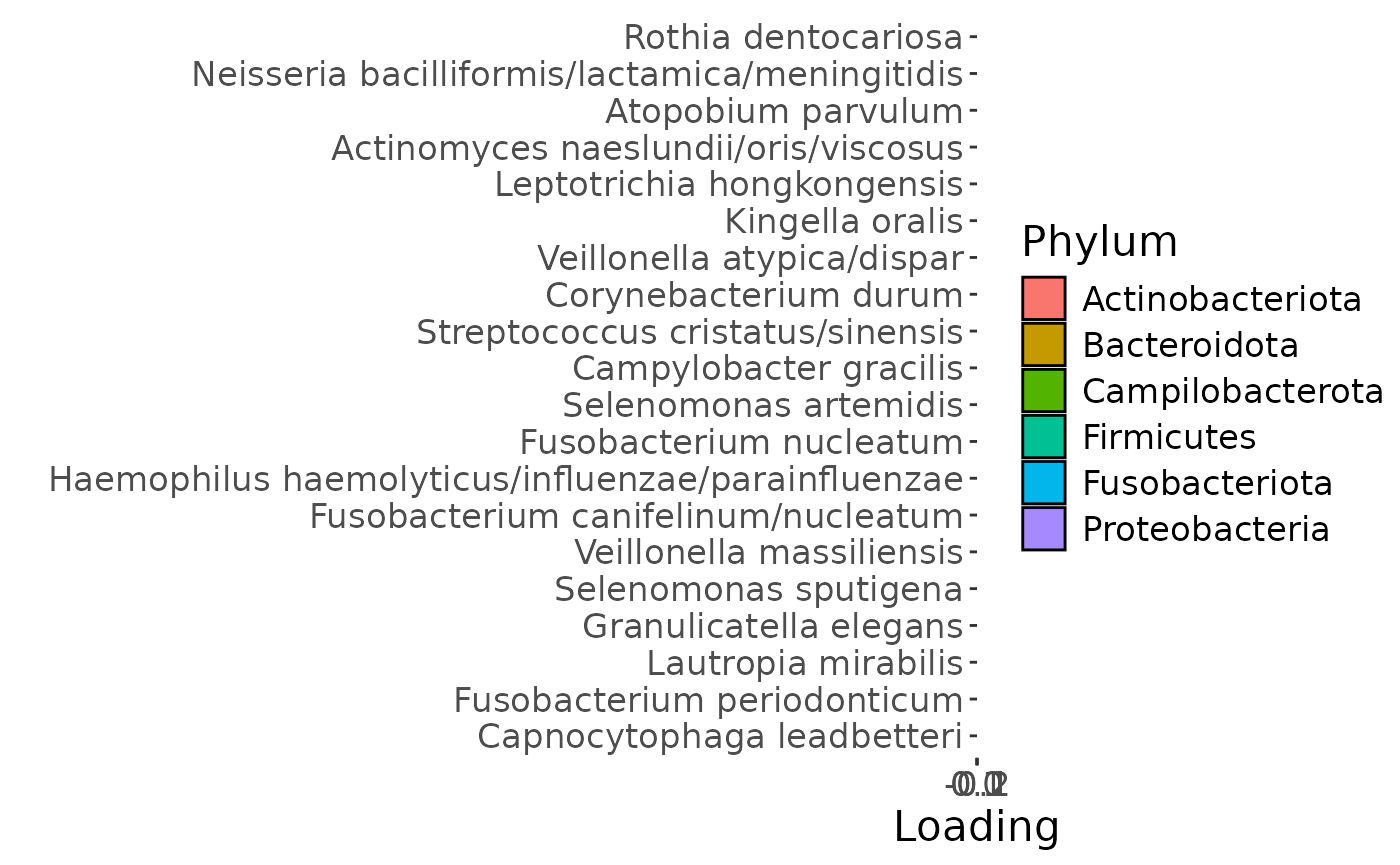 Rothia dentocariosa
Neisseria bacilliformis/lactamica/meningitidis
Atopobium parvulum
Actinomyces naeslundii/oris/viscosus
Leptotrichia hongkongensis
Kingella oralis
Veillonella atypica/dispar
Corynebacterium durum
Streptococcus cristatus/sinensis
Campylobacter gracilis
Selenomonas artemidis
Fusobacterium nucleatum
Haemophilus haemolyticus/influenzae/parainfluenzae
Fusobacterium canifelinum/nucleatum
Veillonella massiliensis
Selenomonas sputigena
Granulicatella elegans
Lautropia mirabilis
Fusobacterium periodonticum
Capnocytophaga leadbetteri
Loading
Phylum
Actinobacteriota
Bacteroidota
Campilobacterota
Firmicutes
Fusobacteriota
Proteobacteria